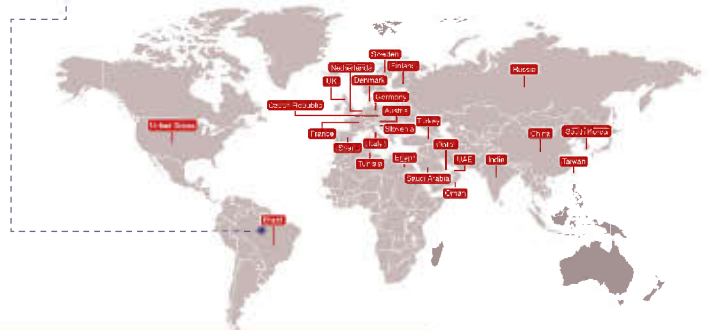 Sweden
Netherlands
Finland
Russia
UK
Denmark
Germany
Czech Republic
Austria
United States
France
Slovenia
Turkey
China
South Korea
Spain
Qatar
Tunisia
Egypt
UAE
India
Taiwan
Saudi Arabia
Oman
Brazil